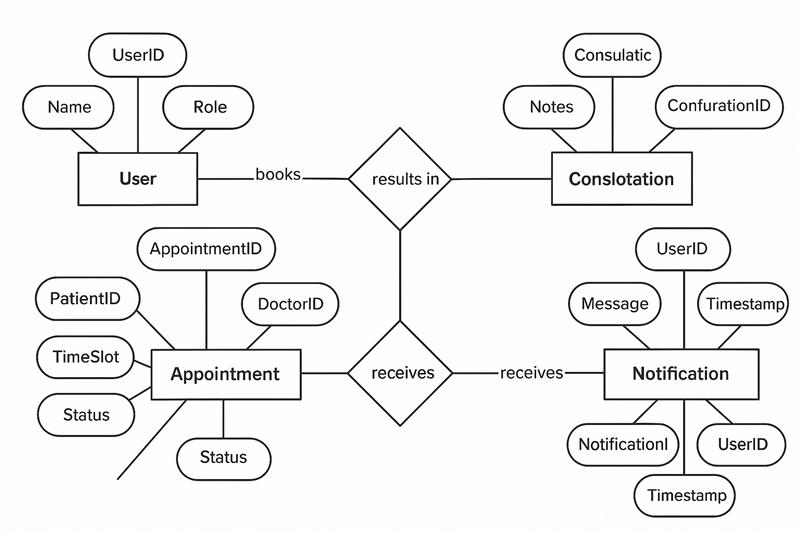 UserID
Name
Role
User
books
results in
Consulatic
Notes
ConfurationID
Conslotation
AppointmentID
PatientID
DoctorID
TimeSlot
Appointment
Status
Status
receives
receives
UserID
Message
Timestamp
Notification
NotificationI
UserID
Timestamp